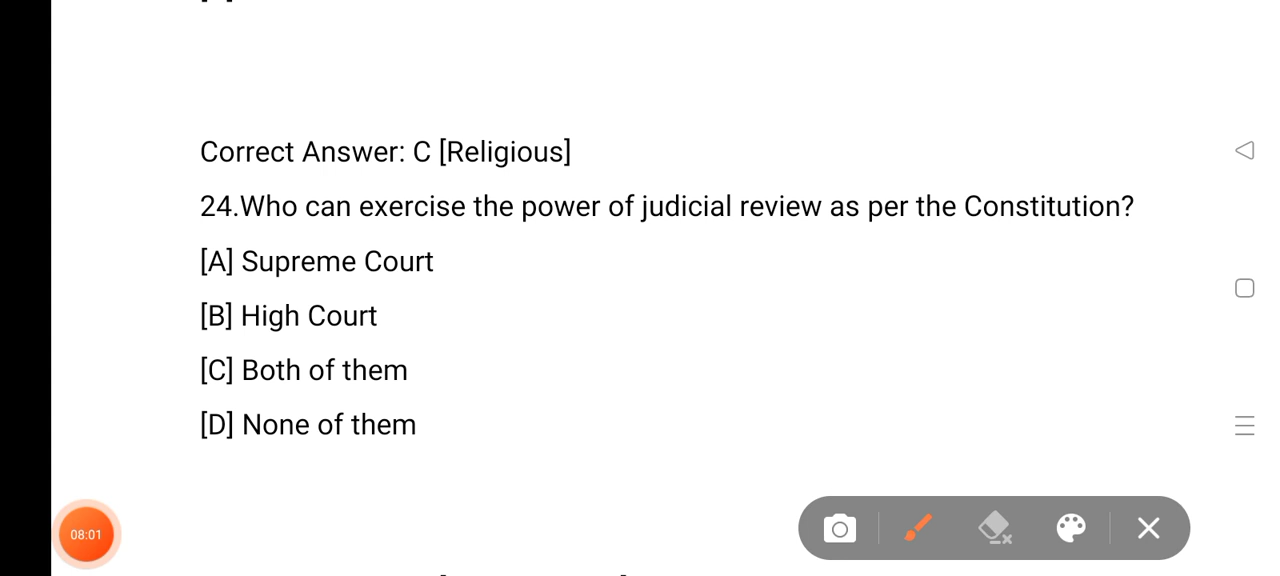 Correct Answer: C [Religious]
24.Who can exercise the power of judicial review as per the Constitution?
[A] Supreme Court
[B] High Court
[C] Both of them
[D] None of them
08:01